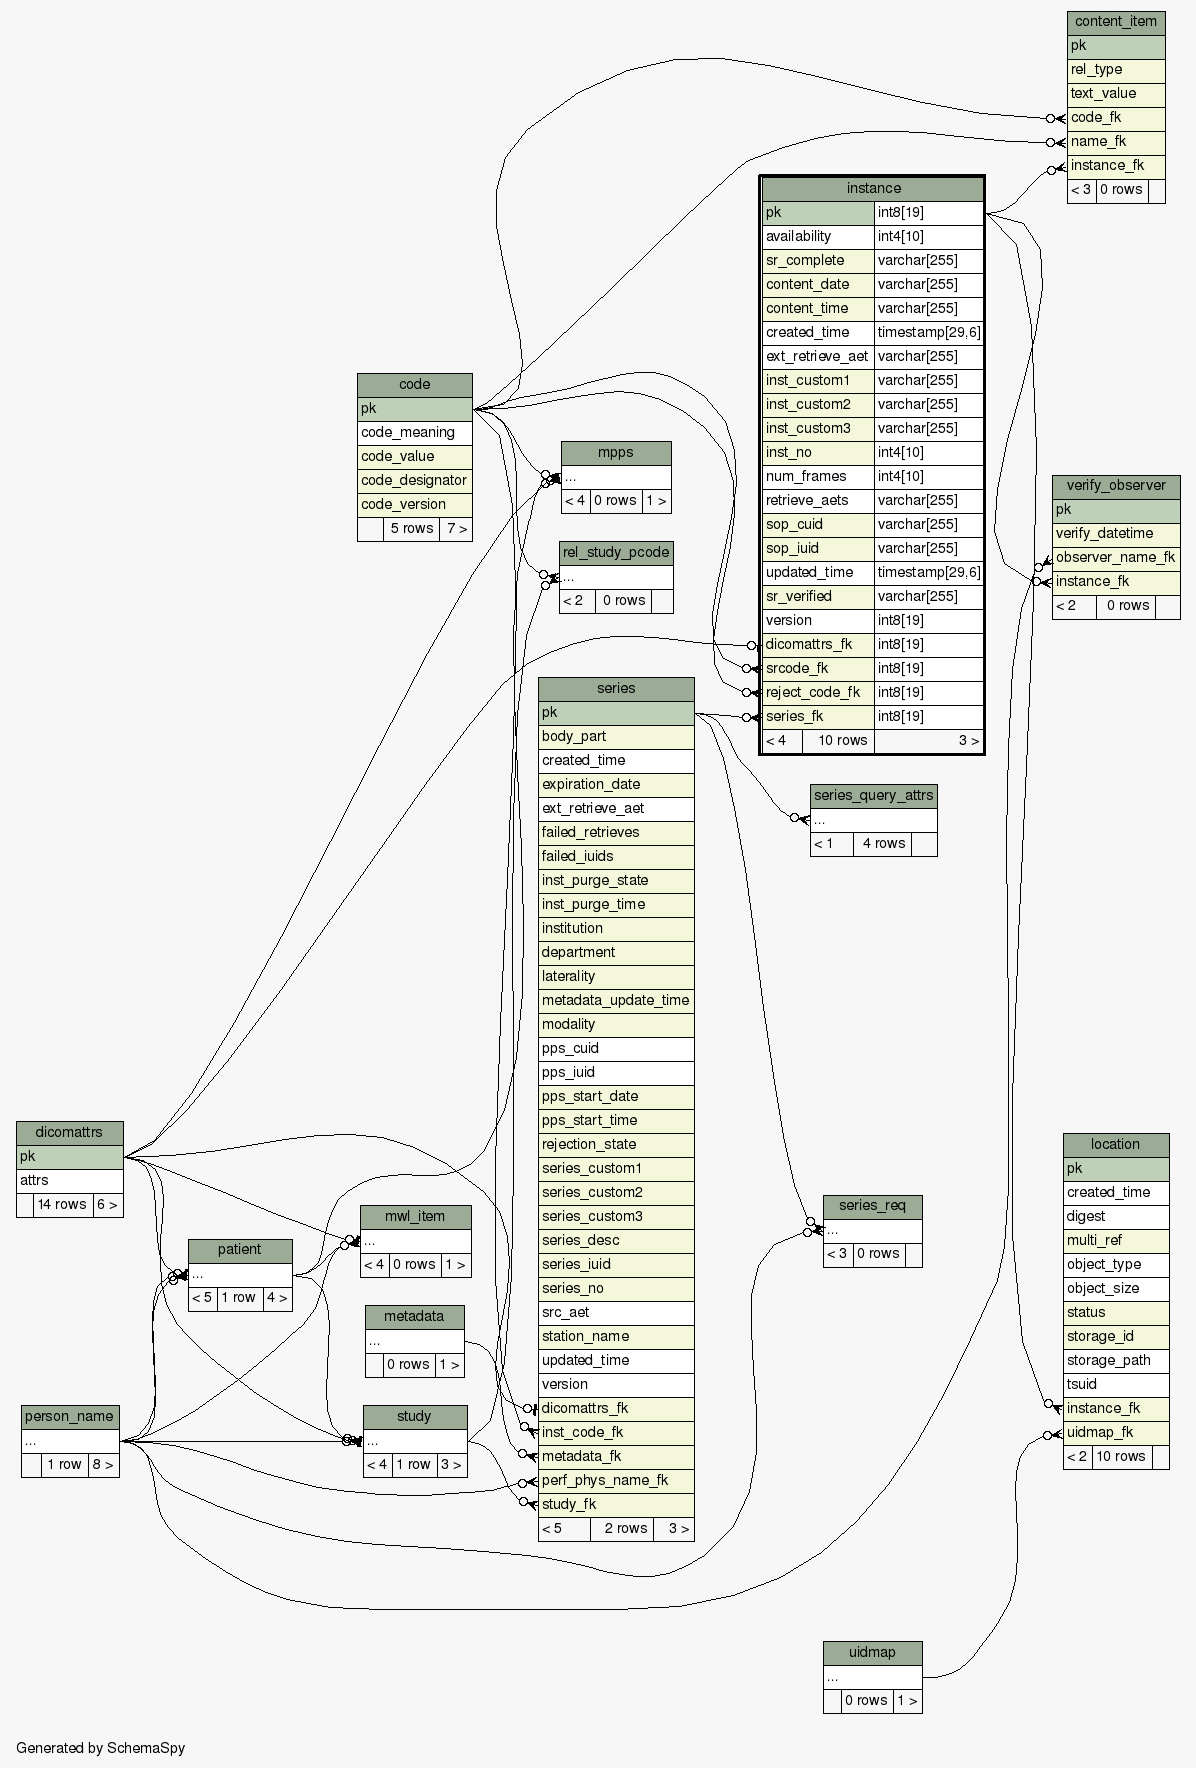 content_item
pk
rel_type
text_value
code_fk
name_fk
instance_fk
< 3 0 rows
instance
pk int8[19]
availability int4[10]
sr_complete varchar[255]
content_date varchar[255]
content_time varchar[255]
created_time timestamp[29,6]
ext_retrieve_aet varchar[255]
inst_custom1 varchar[255]
inst_custom2 varchar[255]
inst_custom3 varchar[255]
inst_no int4[10]
num_frames int4[10]
retrieve_aets varchar[255]
sop_cuid varchar[255]
sop_iuid varchar[255]
updated_time timestamp[29,6]
sr_verified varchar[255]
version int8[19]
dicomattrs_fk int8[19]
srcode_fk int8[19]
reject_code_fk int8[19]
series_fk int8[19]
< 4 10 rows 3 >
code
pk
code_meaning
code_value
code_designator
code_version
5 rows 7 >
mpps
...
< 4 0 rows 1 >
verify_observer
pk
verify_datetime
observer_name_fk
instance_fk
< 2 0 rows
rel_study_pcode
...
< 2 0 rows
series
pk
body_part
created_time
expiration_date
ext_retrieve_aet
failed_retrieves
failed_iuids
inst_purge_state
inst_purge_time
institution
department
laterality
metadata_update_time
modality
pps_cuid
pps_iuid
pps_start_date
pps_start_time
rejection_state
series_custom1
series_custom2
series_custom3
series_desc
series_iuid
series_no
src_aet
station_name
updated_time
version
dicomattrs_fk
inst_code_fk
metadata_fk
perf_phys_name_fk
study_fk
< 5 2 rows 3 >
series_query_attrs
...
< 1 4 rows
dicomattrs
pk
attrs
14 rows 6 >
location
pk
created_time
digest
multi_ref
object_type
object_size
status
storage_id
storage_path
tsuid
instance_fk
uidmap_fk
< 2 10 rows
series_req
...
< 3 0 rows
mwl_item
...
< 4 0 rows 1 >
patient
...
< 5 1 row 4 >
metadata
...
0 rows 1 >
person_name
...
1 row 8 >
study
...
< 4 1 row 3 >
uidmap
...
0 rows 1 >
Generated by SchemaSpy